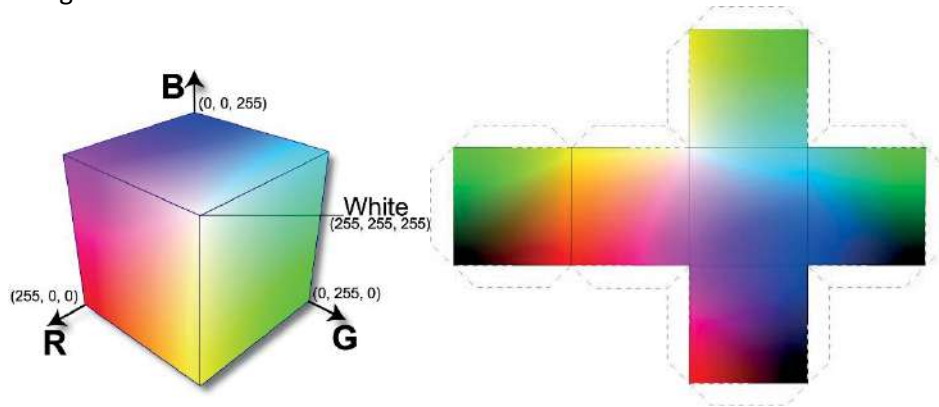 B
(0, 0, 255)
White
(255, 255, 255)
(255, 0, 0)
(0, 255, 0)
R
G